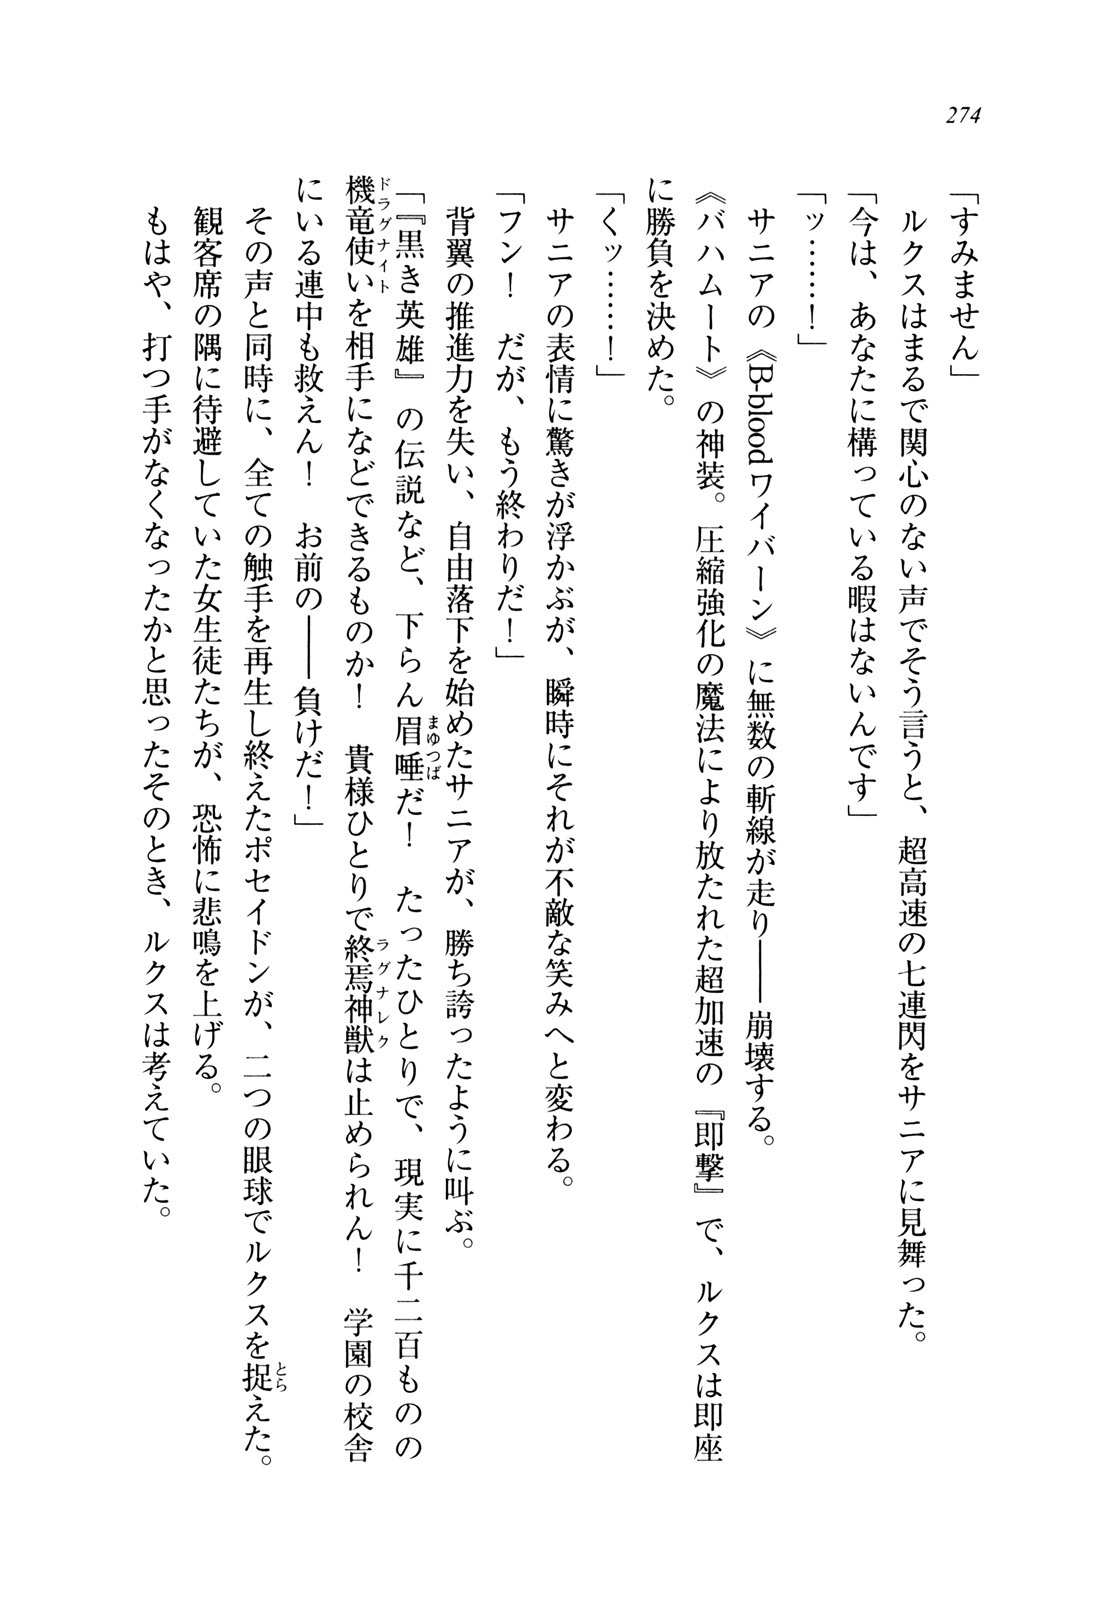 274
「すみません」
　ルクスはまるで関心のない声でそう言うと、超高速の七連閃をサニアに見舞った。
「今は、あなたに構っている暇はないんです」
「ッ……！」
　サニアの《B-bloodワイバーン》に無数の斬線が走り――崩壊する。
《バハムート》の神装。圧縮強化の魔法により放たれた超加速の『即撃』で、ルクスは即座
に勝負を決めた。
「くッ……！」
　サニアの表情に驚きが浮かぶが、瞬時にそれが不敵な笑みへと変わる。
「フン！　だが、もう終わりだ！」
　背翼の推進力を失い、自由落下を始めたサニアが、勝ち誇ったように叫ぶ。
「『黒き英雄』の伝説など、下らん眉唾まゆつばだ！　たったひとりで、現実に千二百ものの
機竜使いドラグナイトを相手になどできるものか！　貴様ひとりで終焉神獣ラグナレクは止められん！　学園の校舎
にいる連中も救えん！　お前の――負けだ！」
　その声と同時に、全ての触手を再生し終えたポセイドンが、二つの眼球でルクスを捉とらえた。
　観客席の隅に待避していた女生徒たちが、恐怖に悲鳴を上げる。
　もはや、打つ手がなくなったかと思ったそのとき、ルクスは考えていた。